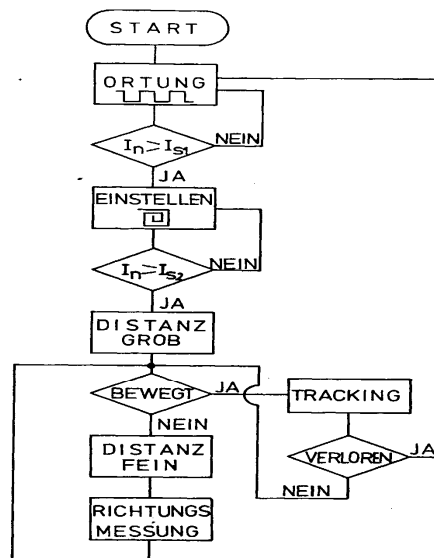 START
ORTUNG
NEIN
In≥IS1
JA
EINSTELLEN
NEIN
In≥IS2
JA
DISTANZ
GROB
BEWEGT
JA
TRACKING
NEIN
DISTANZ
FEIN
VERLOREN
JA
NEIN
RICHTUNGS
MESSUNG